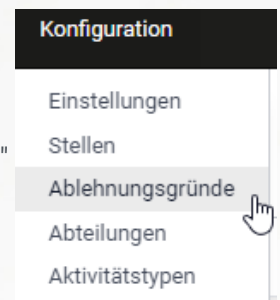 Konfiguration
Einstellungen
"
Stellen
Ablehnungsgründe
Abteilungen
Aktivitätstypen